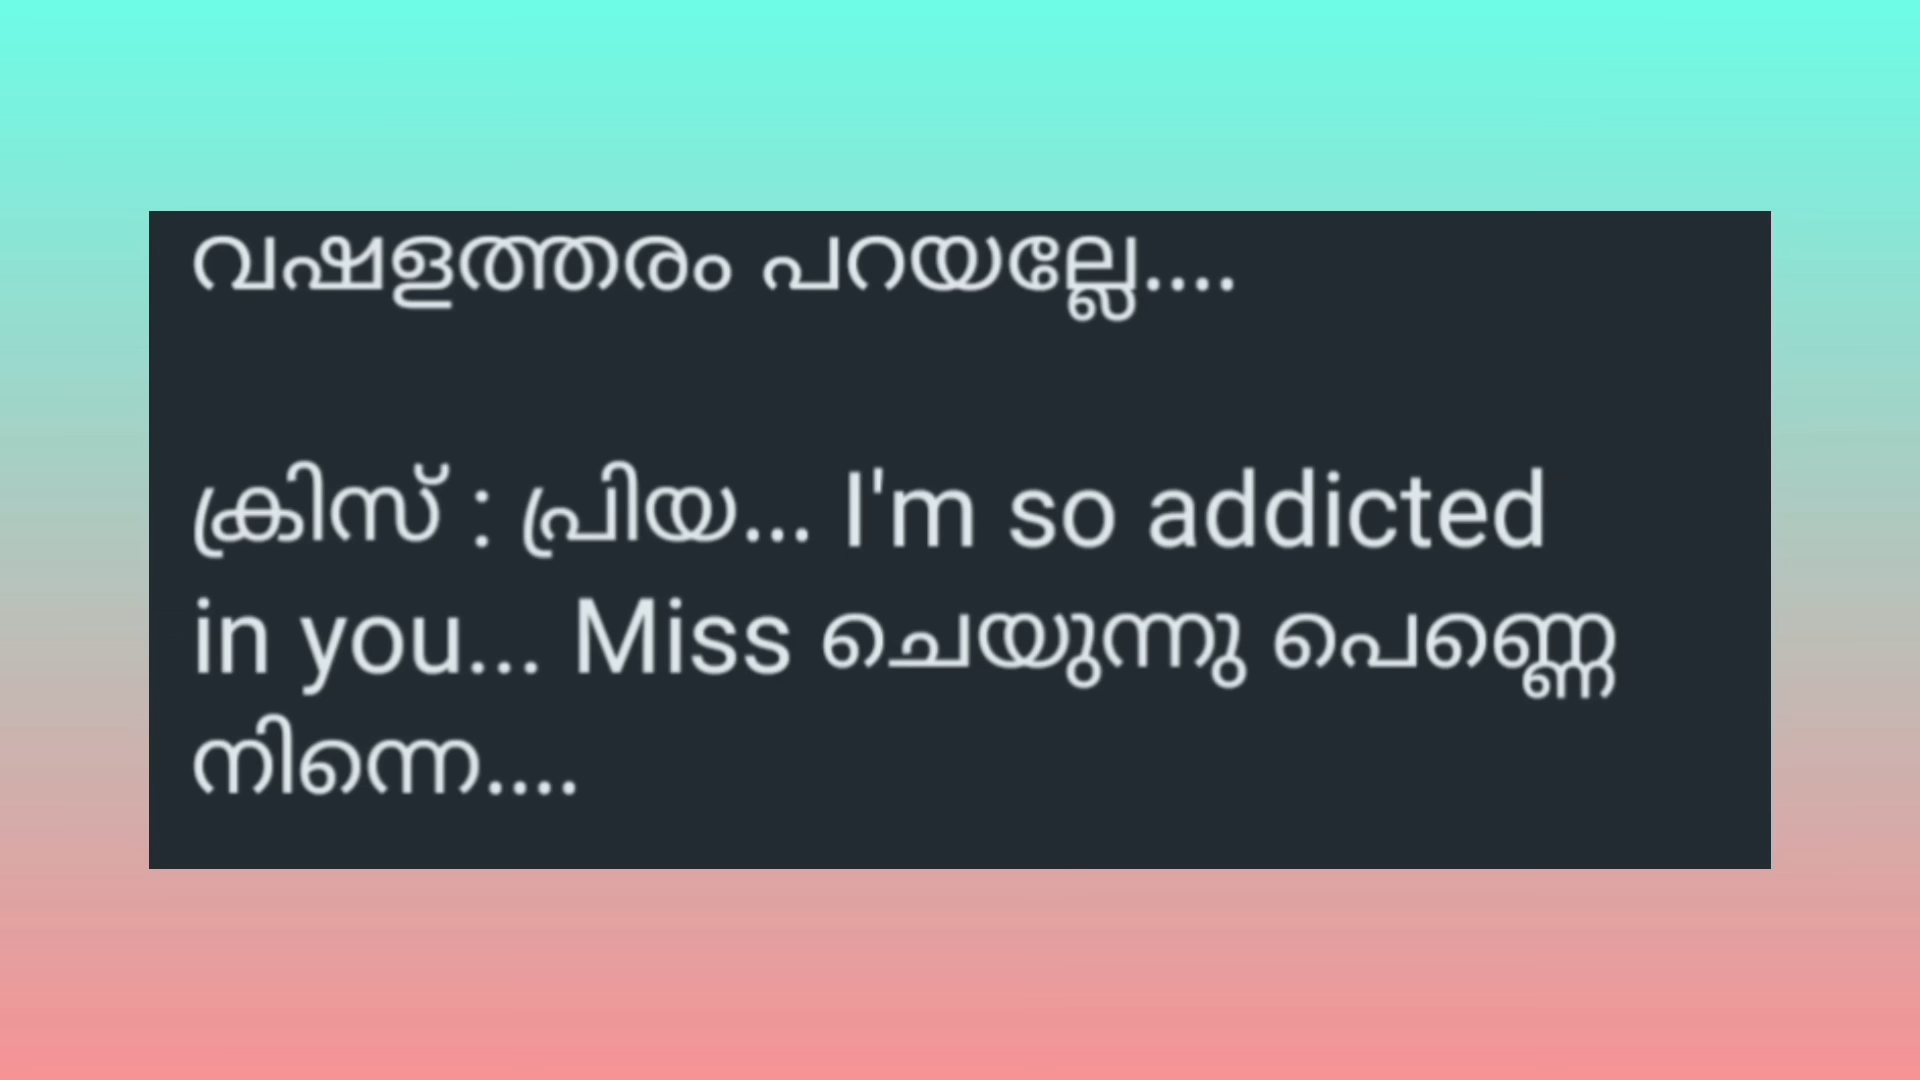 വഷളത്തരം പറയല്ലേ....
ക്രിസ് : പ്രിയ... I'm so addicted
in you... Miss ചെയുന്നു പെണ്ണെ
നിന്നെ....